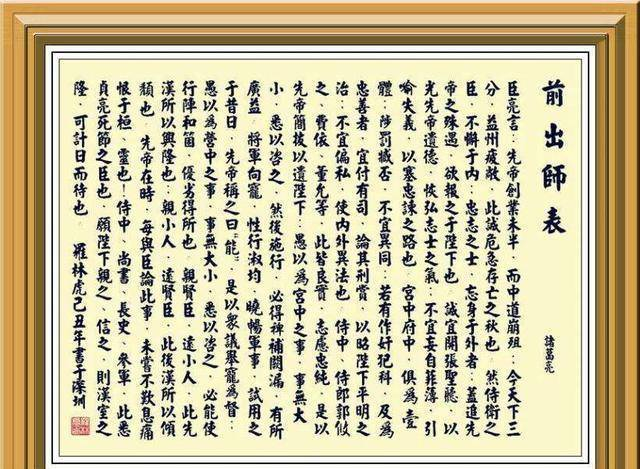 前出師表
諸葛亮
臣亮言：先帝創業未半，而中道崩殂；今天下三
分，益州疲敝，此誠危急存亡之秋也。然侍衛之
臣，不懈于内；忠志之士，忘身于外者：蓋追先
帝之殊遇，欲報之于陛下也。誠宜開張聖聽，以
光先帝遺德，恢弘志士之氣；不宜妄自菲薄，引
喻失義，以塞忠諫之路也。宮中府中，俱為壹
體；陟罰臧否，不宜異同：若有作奸犯科，及為
忠善者，宜付有司，論其刑賞，以昭陛下平明之
治；不宜偏私，使内外異法也。侍中、侍郎郭攸
之、費依、董允等，此皆良實，志慮忠純，是以
先帝簡拔以遺陛下：愚以為宮中之事，事無大
小，悉以咨之，然後施行，必得裨補闕漏，有所
廣益。將軍向寵，性行淑均，曉暢軍事，試用之
于昔日，先帝稱之曰“能”，是以衆議舉寵為督：
愚以為營中之事，事無大小，悉以咨之，必能使
行陣和，優劣得所也。親賢臣，遠小人，此先
漢所以興隆也；親小人，遠賢臣，此後漢所以傾
頹也。先帝在時，每與臣論此事，未嘗不歎息痛
恨于桓、靈也！侍中、尚書、長史、參軍，此悉
貞亮死節之臣也，願陛下親之、信之，則漢室之
隆，可計日而待也。 羅林虎己丑年書于深圳